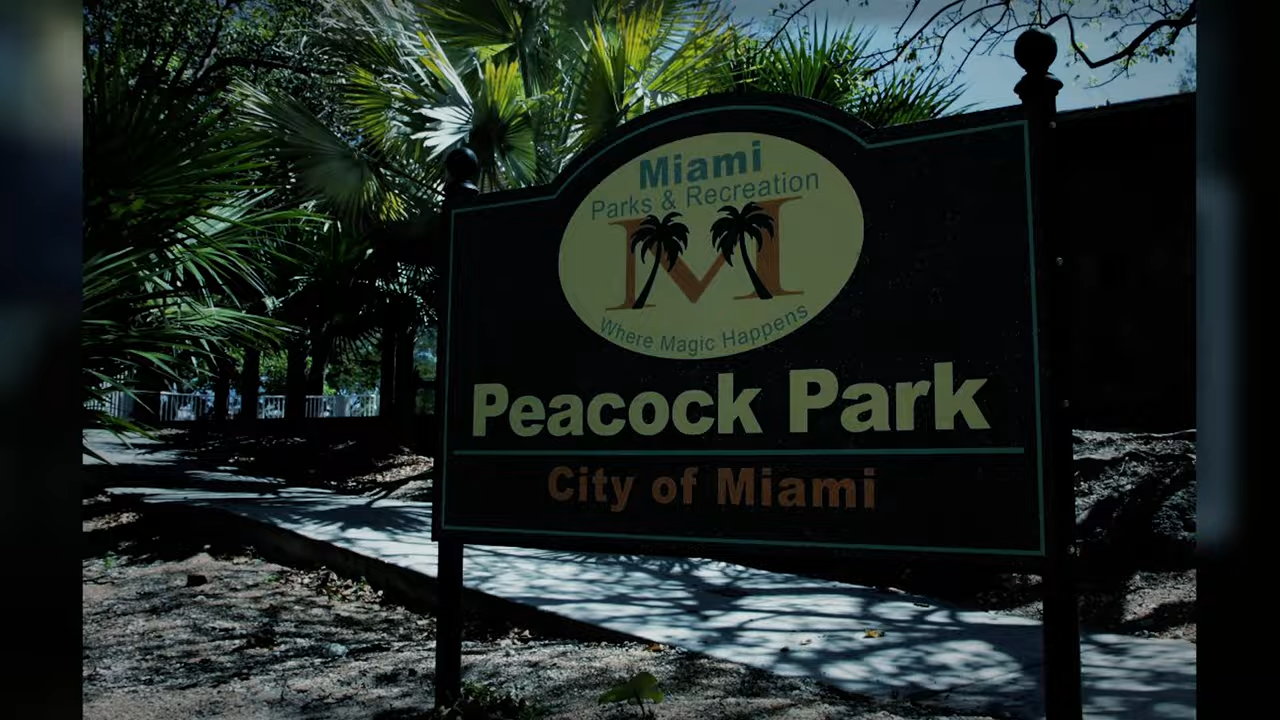 Miami
Parks & Recreation
M
Where Magic Happens
Peacock Park
City of Miami